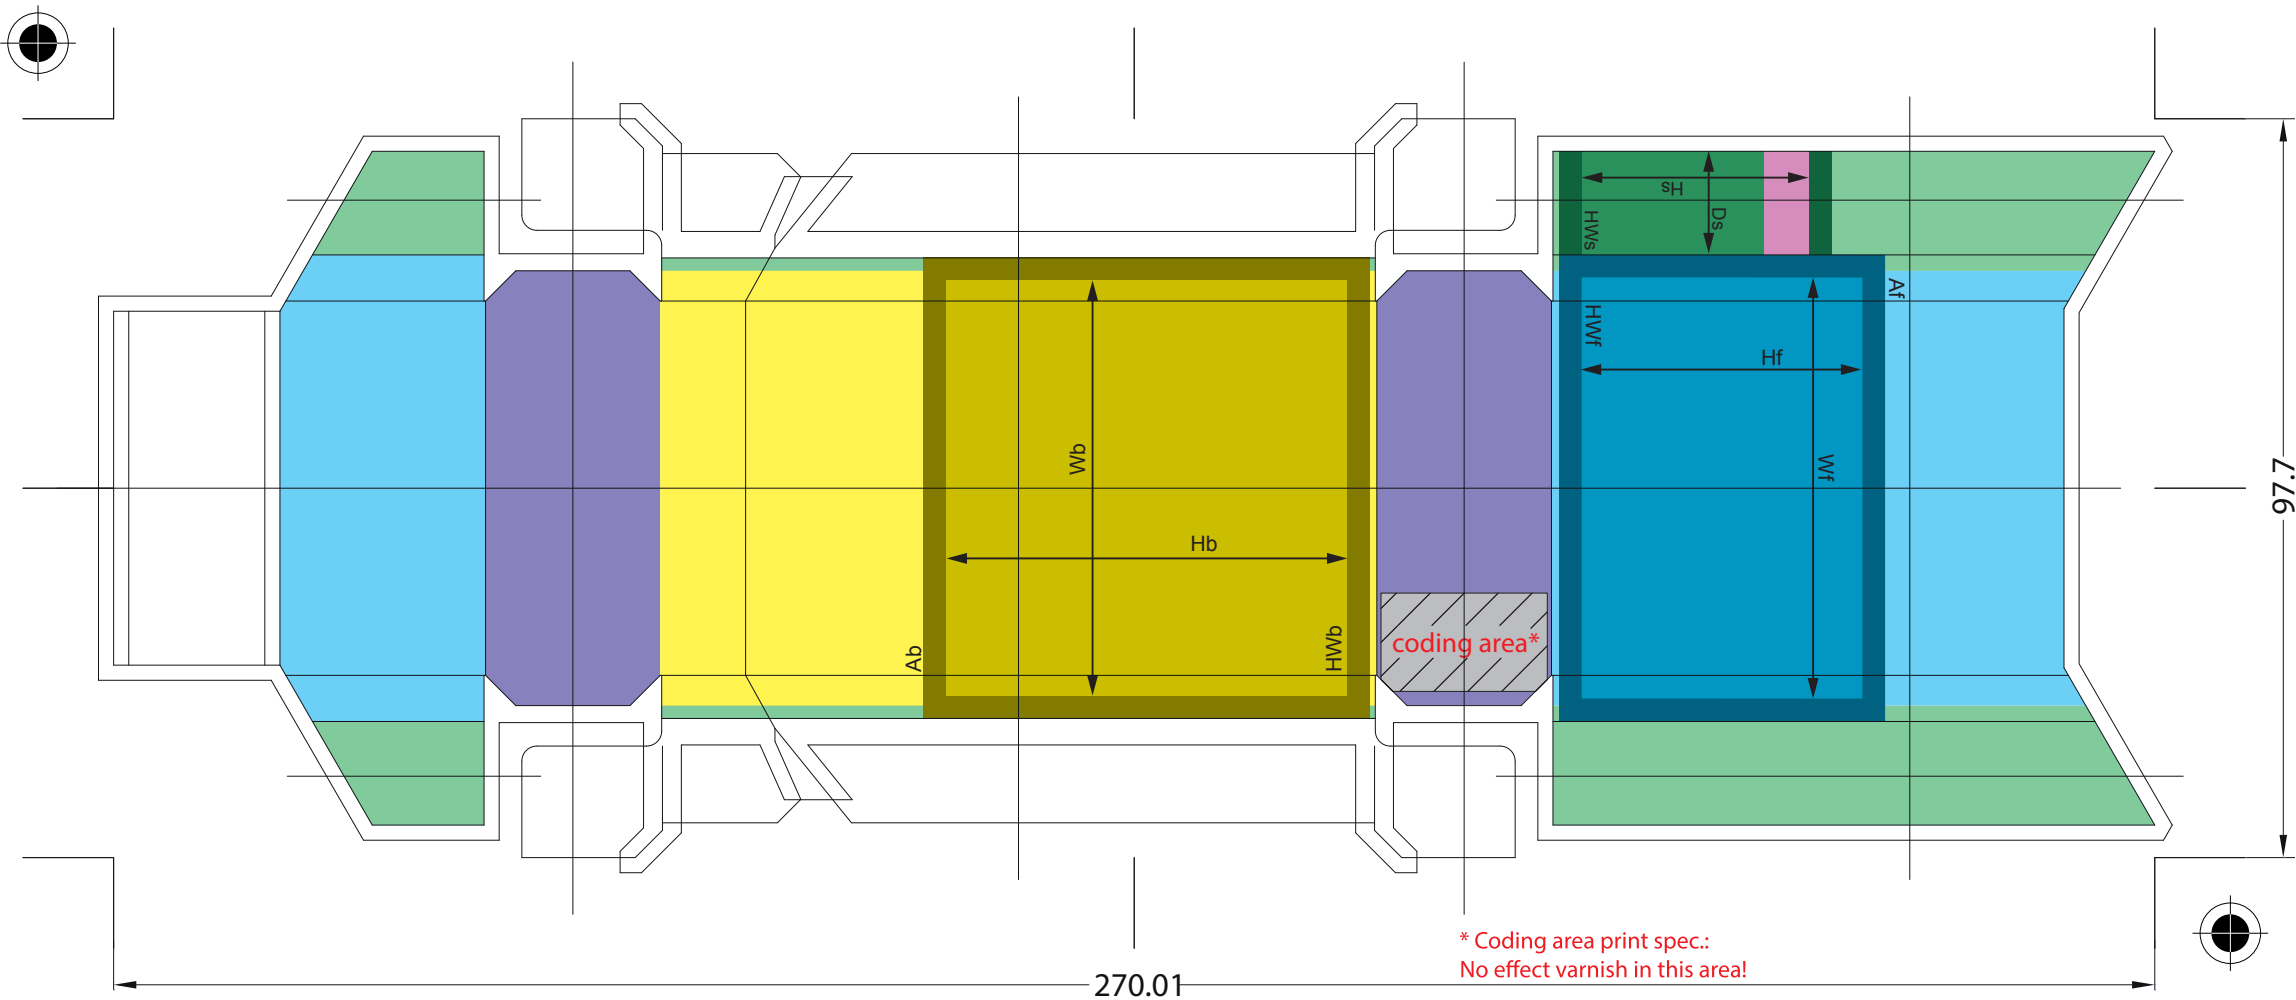 Hs
Ds
HWs
Af
HWf
Hf
Wb
Wf
97.7
Hb
coding area*
Ab
HWb
* Coding area print spec.:
No effect varnish in this area!
270.01